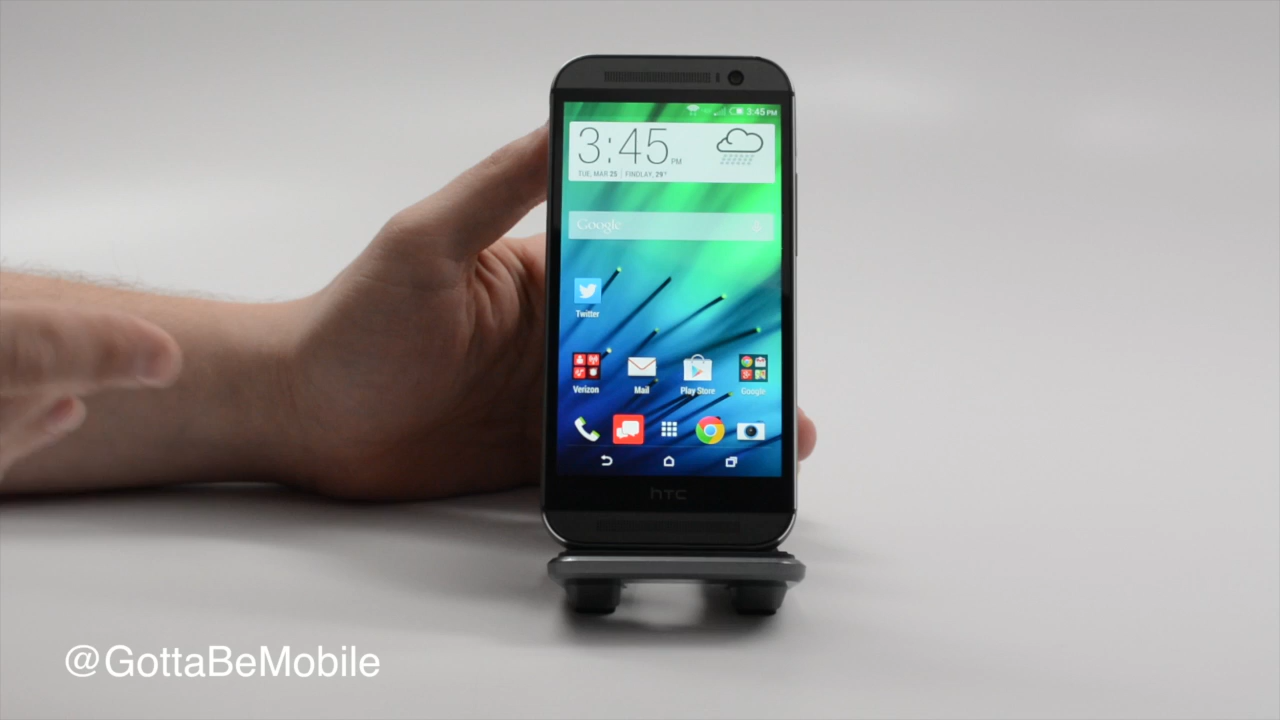 3:45 PM
3:45 PM
TUE, MAR 25 | FINDLAY, 29°
Google
Twitter
Verizon
Mail
Play Store
Google
hTC
@GottaBeMobile